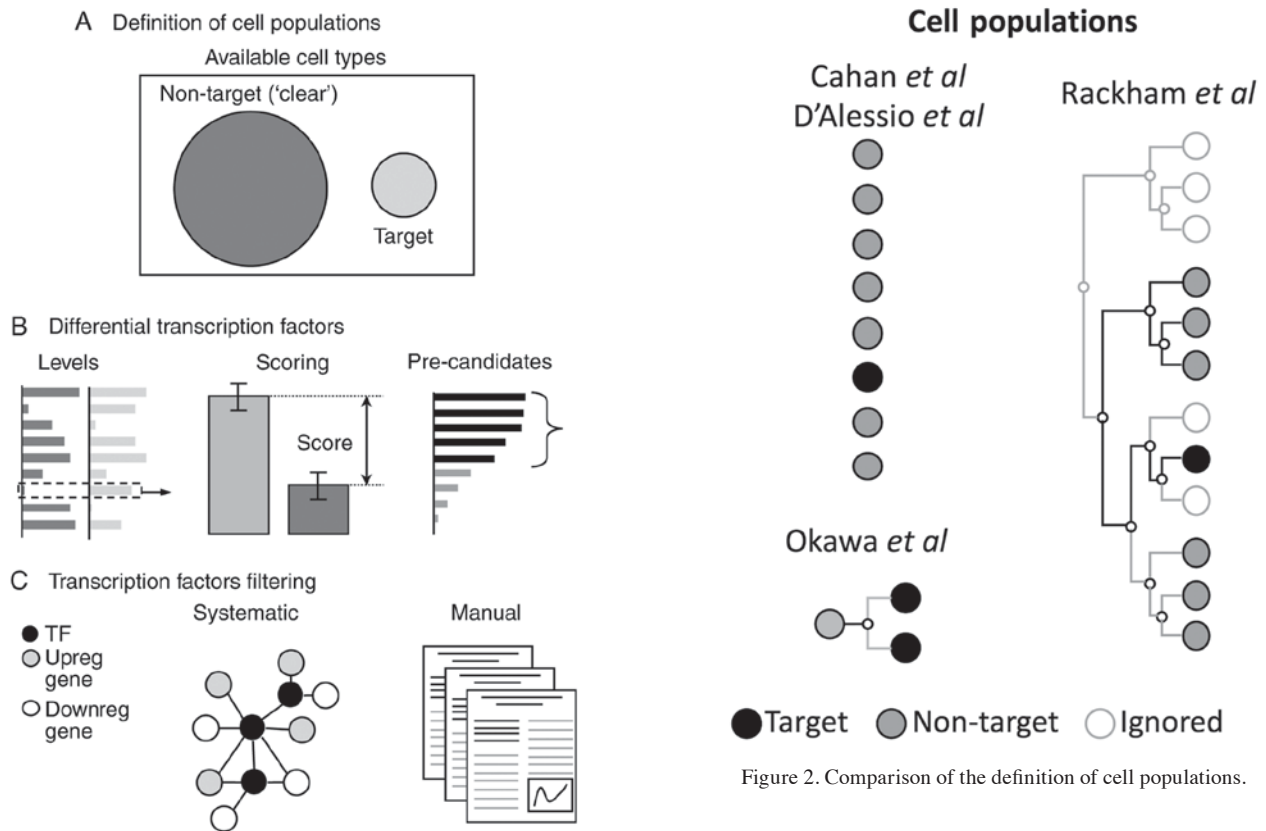 A Definition of cell populations
Available cell types
Non-target ('clear')
Target
B Differential transcription factors
Levels
Scoring
Pre-candidates
Score
C Transcription factors filtering
Systematic
Manual
TF
Upreg
gene
Downreg
gene
Cell populations
Cahan et al
D'Alessio et al
Rackham et al
Okawa et al
Target
Non-target
Ignored
Figure 2. Comparison of the definition of cell populations.